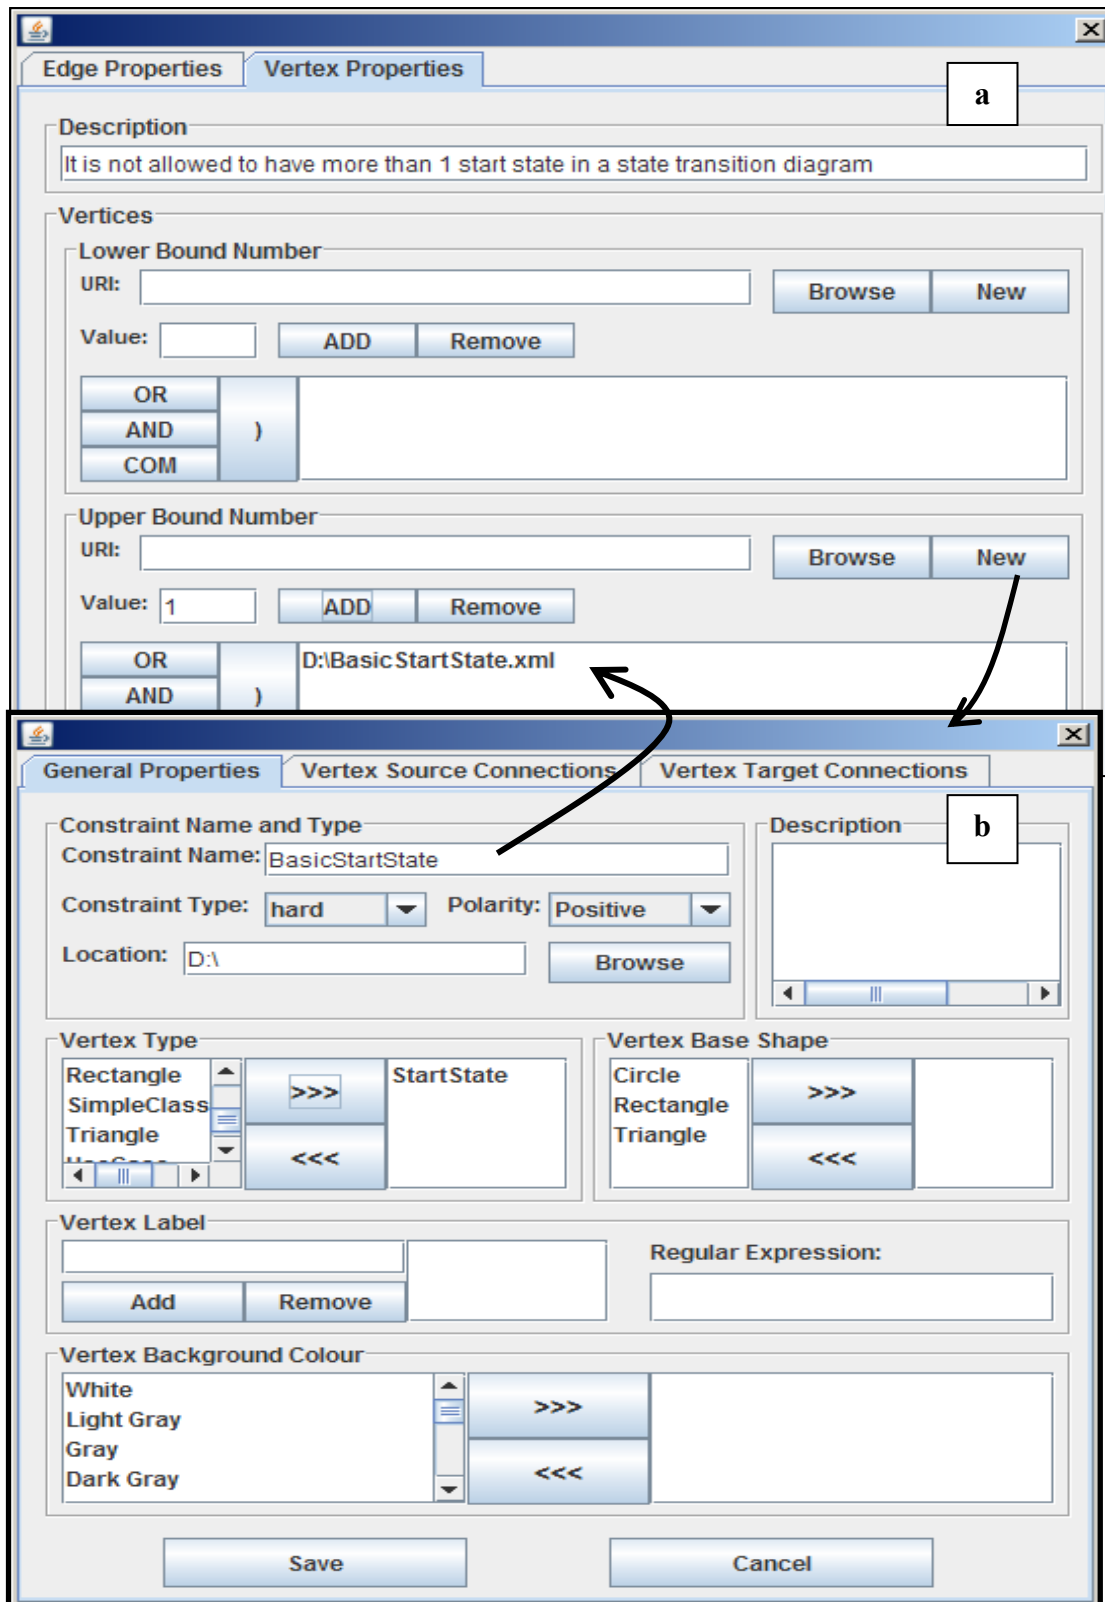 Edge Properties Vertex Properties
a
Description
It is not allowed to have more than 1 start state in a state transition diagram
Vertices
Lower Bound Number
URI: Browse New
Value: ADD Remove
OR
AND )
COM
Upper Bound Number
URI: Browse New
Value: 1 ADD Remove
OR D:\BasicStartState.xml
AND )
General Properties Vertex Source Connections Vertex Target Connections
b
Constraint Name and Type Description
Constraint Name: BasicStartState
Constraint Type: hard Polarity: Positive
Location: D:\ Browse
Vertex Type Vertex Base Shape
Rectangle >>> StartState Circle >>>
SimpleClass Rectangle
Triangle <<< Triangle <<<
Vertex Label
Regular Expression:
Add Remove
Vertex Background Colour
White >>>
Light Gray
Gray <<<
Dark Gray
Save Cancel